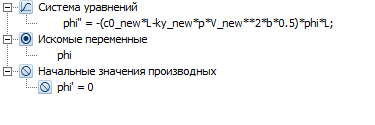 Система уравнений
phi'' = -(c0_new*L-ky_new*p*V_new**2*b*0.5)*phi*L;
Искомые переменные
phi
Начальные значения производных
phi' = 0